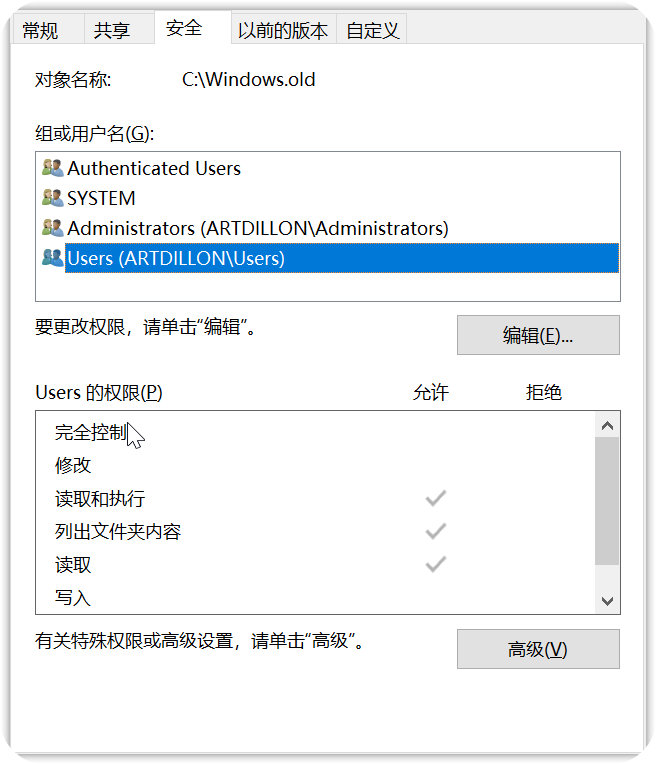 常规 共享 安全 以前的版本 自定义
对象名称: C:\Windows.old
组或用户名(G):
Authenticated Users
SYSTEM
Administrators (ARTDILLON\Administrators)
Users (ARTDILLON\Users)
要更改权限，请单击“编辑”。 编辑(E)...
Users 的权限(P) 允许 拒绝
完全控制
修改
读取和执行
列出文件夹内容
读取
写入
有关特殊权限或高级设置，请单击“高级”。 高级(V)